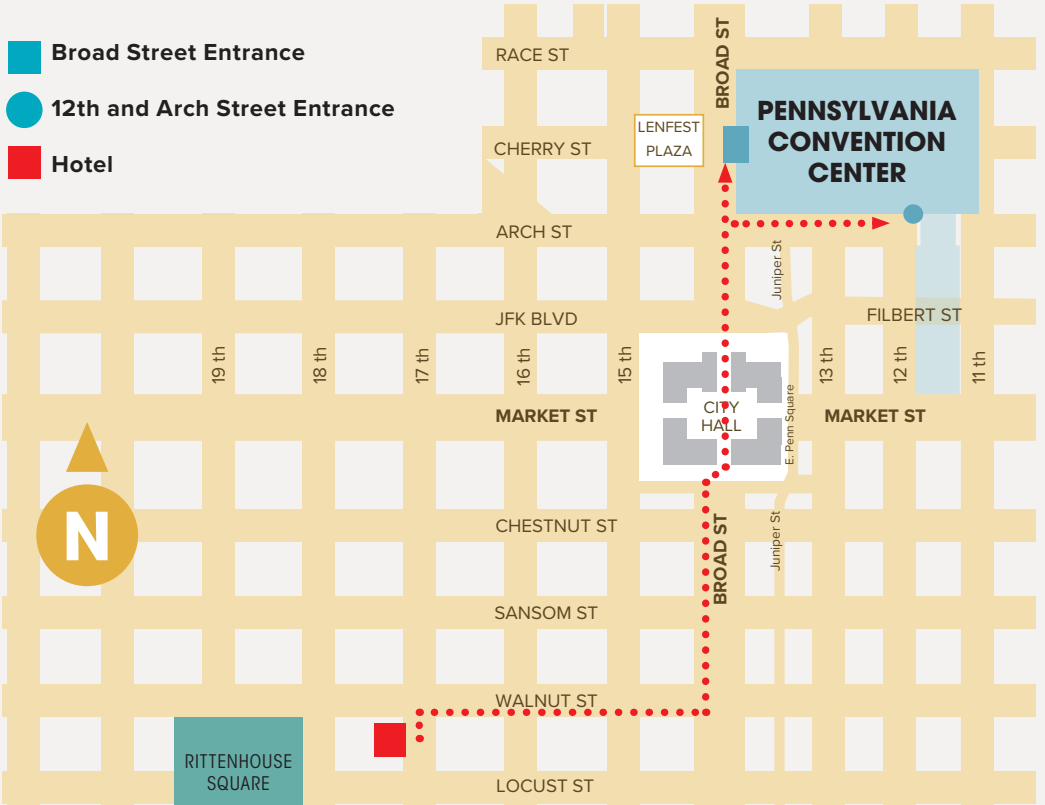 Broad Street Entrance
12th and Arch Street Entrance
Hotel
RACE ST
BROAD ST
PENNSYLVANIA
CONVENTION
CENTER
LENFEST
PLAZA
CHERRY ST
ARCH ST
Juniper St
JFK BLVD
FILBERT ST
19 th
18 th
17 th
16 th
15 th
13 th
12 th
11 th
CITY
HALL
E. Penn Square
MARKET ST
MARKET ST
N
CHESTNUT ST
BROAD ST
Juniper St
SANSOM ST
WALNUT ST
RITTENHOUSE
SQUARE
LOCUST ST